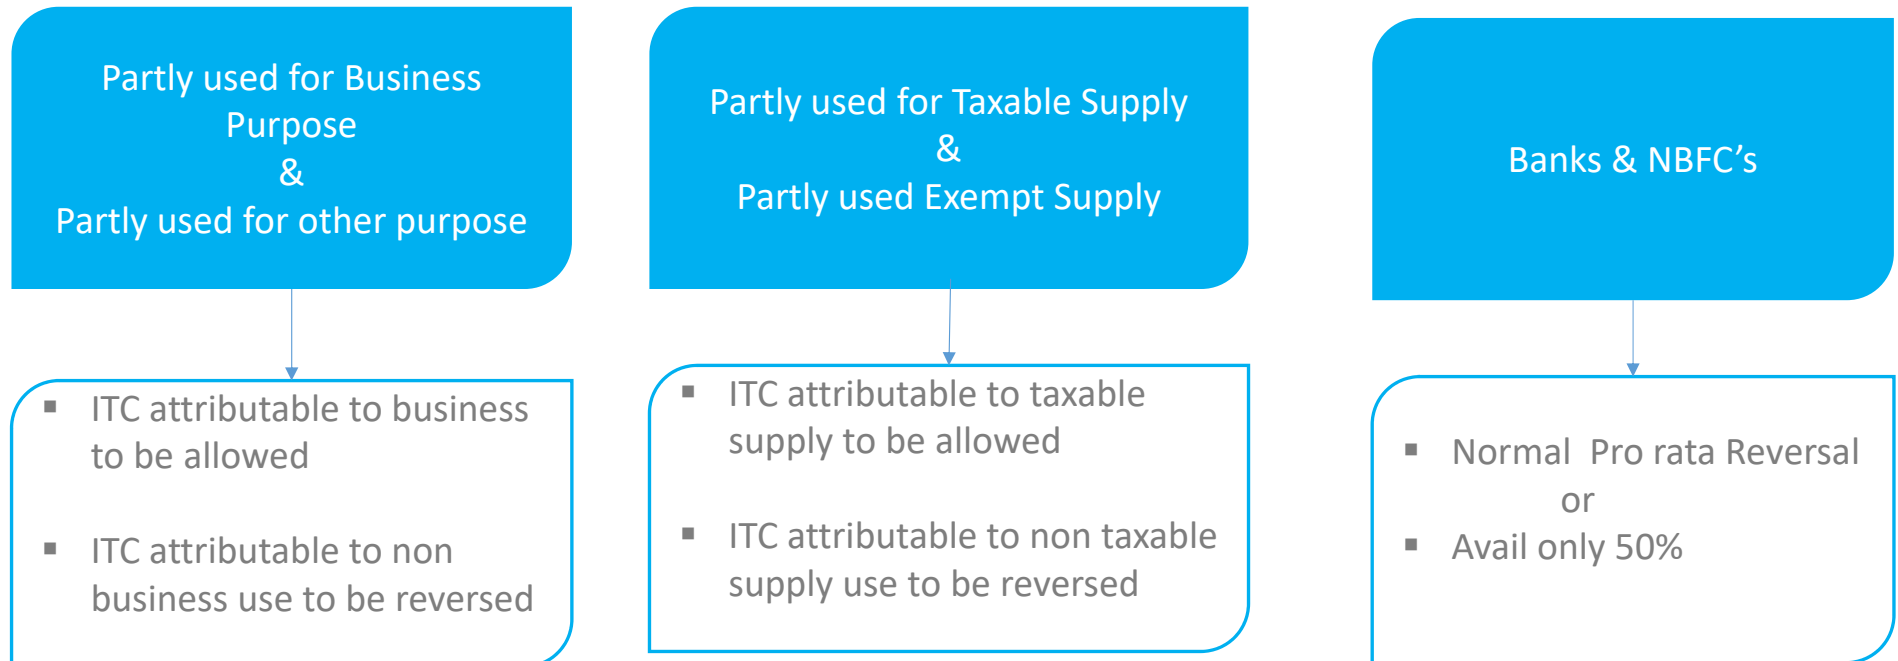 Partly used for Business
Purpose
&
Partly used for other purpose
Partly used for Taxable Supply
&
Partly used Exempt Supply
Banks & NBFC’s
▪ ITC attributable to business
to be allowed
▪ ITC attributable to non
business use to be reversed
▪ ITC attributable to taxable
supply to be allowed
▪ ITC attributable to non taxable
supply use to be reversed
▪ Normal Pro rata Reversal
or
▪ Avail only 50%